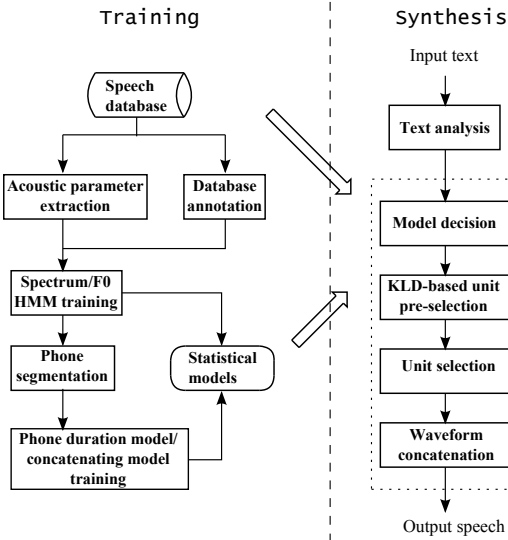 Training
Synthesis
Speech
database
Acoustic parameter
extraction
Database
annotation
Spectrum/F0
HMM training
Phone
segmentation
Statistical
models
Phone duration model/
concatenating model
training
Input text
Text analysis
Model decision
KLD-based unit
pre-selection
Unit selection
Waveform
concatenation
Output speech